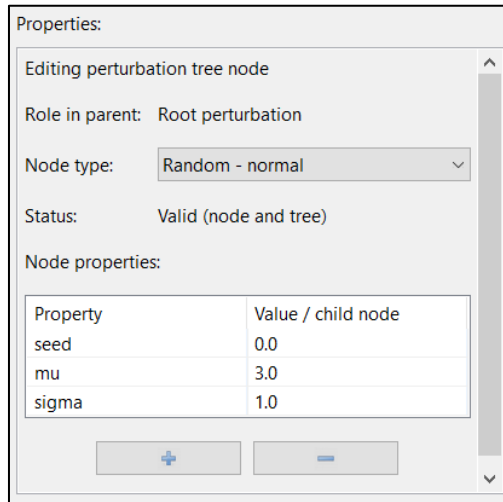 Properties:
Editing perturbation tree node
Role in parent: Root perturbation
Node type: Random - normal
Status: Valid (node and tree)
Node properties:
Property Value / child node
seed 0.0
mu 3.0
sigma 1.0